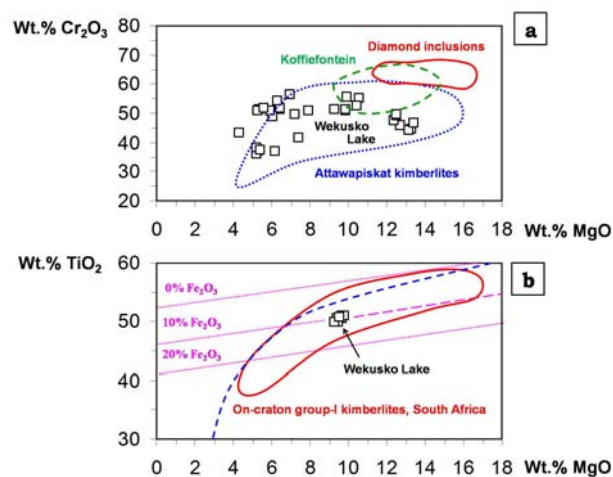 Wt.% Cr₂O₃
a
80
70
60
50
40
30
20
Koffiefontein
Diamond inclusions
Wekusko
Lake
Attawapiskat kimberlites
0 2 4 6 8 10 12 14 16 18
Wt.% MgO
Wt.% TiO₂
b
60
50
40
30
0% Fe₂O₃
10% Fe₂O₃
20% Fe₂O₃
Wekusko Lake
On-craton group-I kimberlites, South Africa
0 2 4 6 8 10 12 14 16 18
Wt.% MgO